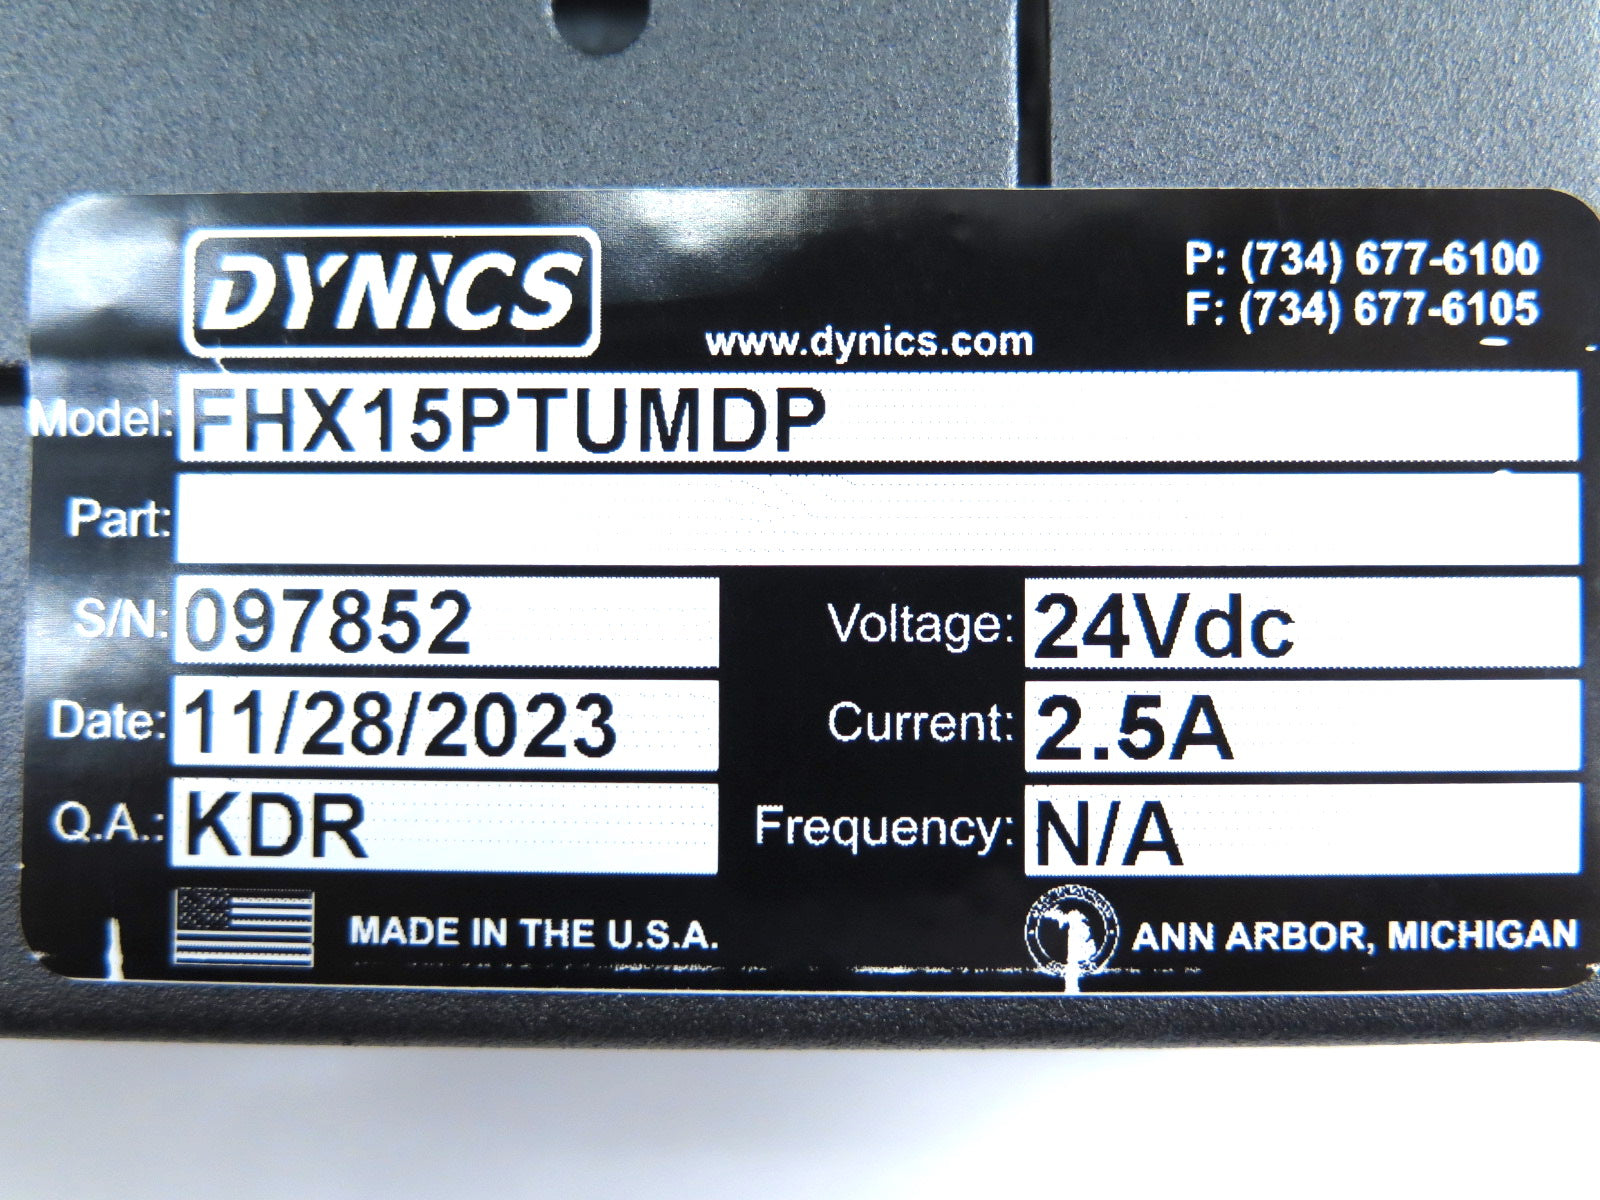 DYNICS
www.dynics.com
P: (734) 677-6100
F: (734) 677-6105
Model: FHX15PTUMDP
Part:
S/N: 097852
Voltage: 24Vdc
Date: 11/28/2023
Current: 2.5A
Q.A.: KDR
Frequency: N/A
MADE IN THE U.S.A.
ANN ARBOR, MICHIGAN